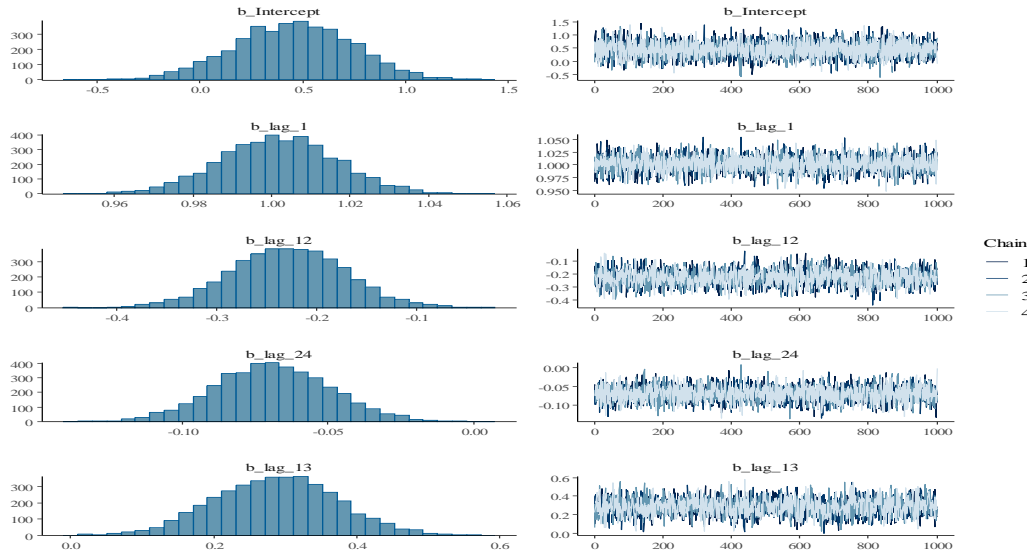 b_Intercept
300
200
100
0
-0.5 0.0 0.5 1.0 1.5
b_Intercept
1.5
1.0
0.5
0.0
-0.5
0 200 400 600 800 1000
b_lag_1
400
300
200
100
0
0.96 0.98 1.00 1.02 1.04 1.06
b_lag_1
1.050
1.025
1.000
0.975
0.950
0 200 400 600 800 1000
b_lag_12
300
200
100
0
-0.4 -0.3 -0.2 -0.1
b_lag_12
-0.1
-0.2
-0.3
-0.4
0 200 400 600 800 1000
b_lag_24
400
300
200
100
0
-0.10 -0.05 0.00
b_lag_24
0.00
-0.05
-0.10
0 200 400 600 800 1000
b_lag_13
300
200
100
0
0.0 0.2 0.4 0.6
b_lag_13
0.6
0.4
0.2
0.0
0 200 400 600 800 1000
Chain
1
2
3
4